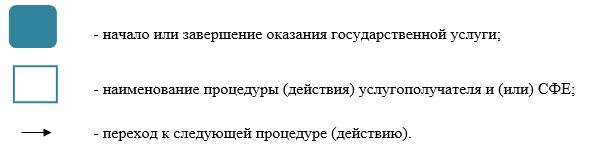 - начало или завершение оказания государственной услуги;
- наименование процедуры (действия) услугополучателя и (или) СФЕ;
- переход к следующей процедуре (действию).